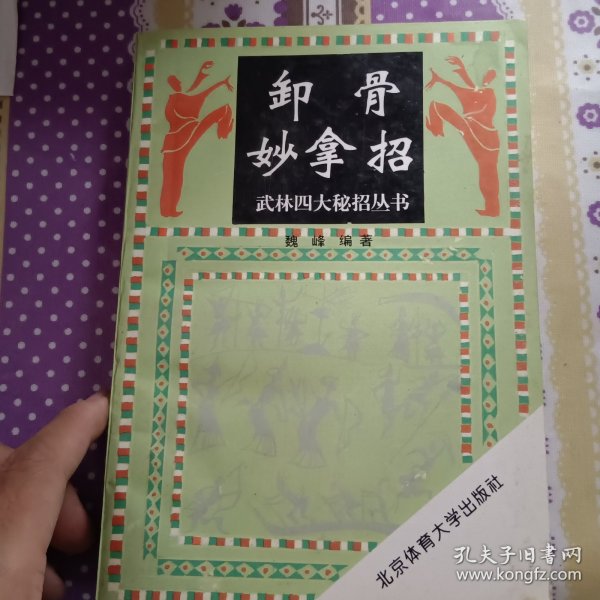 卸骨
妙拿招
武林四大秘招丛书
魏峰 编著
北京体育大学出版社
孔夫子旧书网
www.kongfz.com